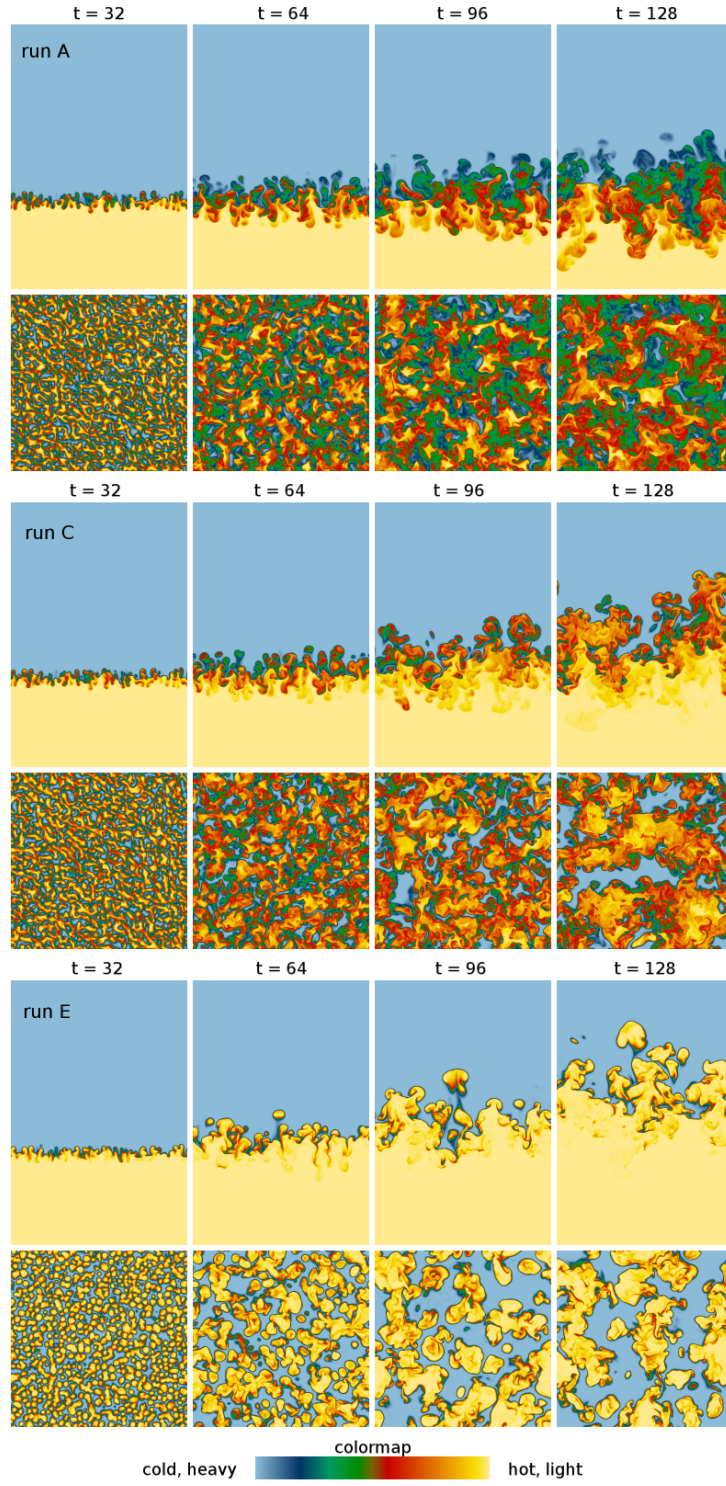 t = 32 t = 64 t = 96 t = 128
run A
t = 32 t = 64 t = 96 t = 128
run C
t = 32 t = 64 t = 96 t = 128
run E
colormap
cold, heavy hot, light